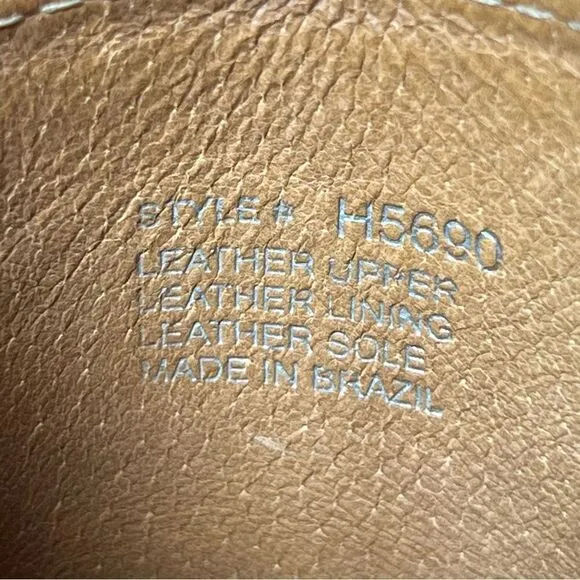 STYLE # H5690
LEATHER UPPER
LEATHER LINING
LEATHER SOLE
MADE IN BRAZIL